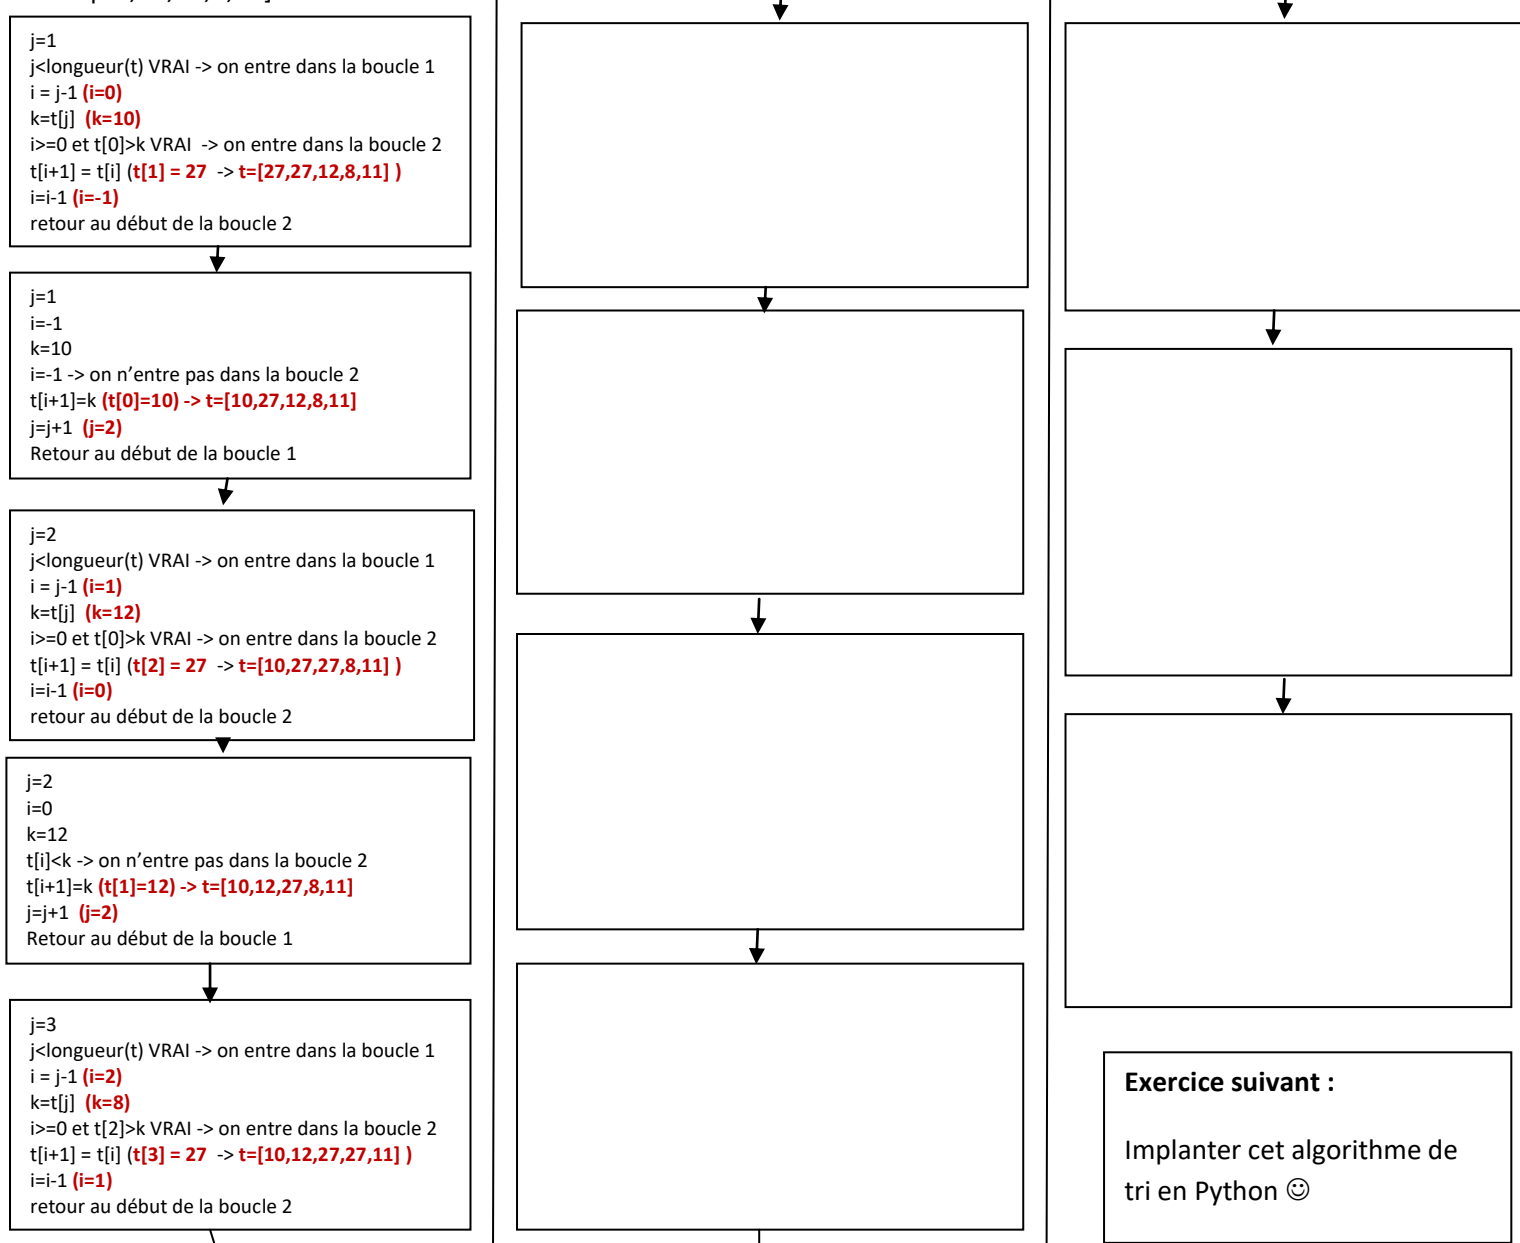 j=1
j<longueur(t) VRAI -> on entre dans la boucle 1
i = j-1 (i=0)
k=t[j] (k=10)
i>=0 et t[0]>k VRAI -> on entre dans la boucle 2
t[i+1] = t[i] (t[1] = 27 -> t=[27,27,12,8,11] )
i=i-1 (i=-1)
retour au début de la boucle 2
j=1
i=-1
k=10
i=-1 -> on n’entre pas dans la boucle 2
t[i+1]=k (t[0]=10) -> t=[10,27,12,8,11]
j=j+1 (j=2)
Retour au début de la boucle 1
j=2
j<longueur(t) VRAI -> on entre dans la boucle 1
i = j-1 (i=1)
k=t[j] (k=12)
i>=0 et t[0]>k VRAI -> on entre dans la boucle 2
t[i+1] = t[i] (t[2] = 27 -> t=[10,27,27,8,11] )
i=i-1 (i=0)
retour au début de la boucle 2
j=2
i=0
k=12
t[i]<k -> on n’entre pas dans la boucle 2
t[i+1]=k (t[1]=12) -> t=[10,12,27,8,11]
j=j+1 (j=2)
Retour au début de la boucle 1
j=3
j<longueur(t) VRAI -> on entre dans la boucle 1
i = j-1 (i=2)
k=t[j] (k=8)
i>=0 et t[2]>k VRAI -> on entre dans la boucle 2
t[i+1] = t[i] (t[3] = 27 -> t=[10,12,27,27,11] )
i=i-1 (i=1)
retour au début de la boucle 2
Exercice suivant :
Implanter cet algorithme de
tri en Python ☺